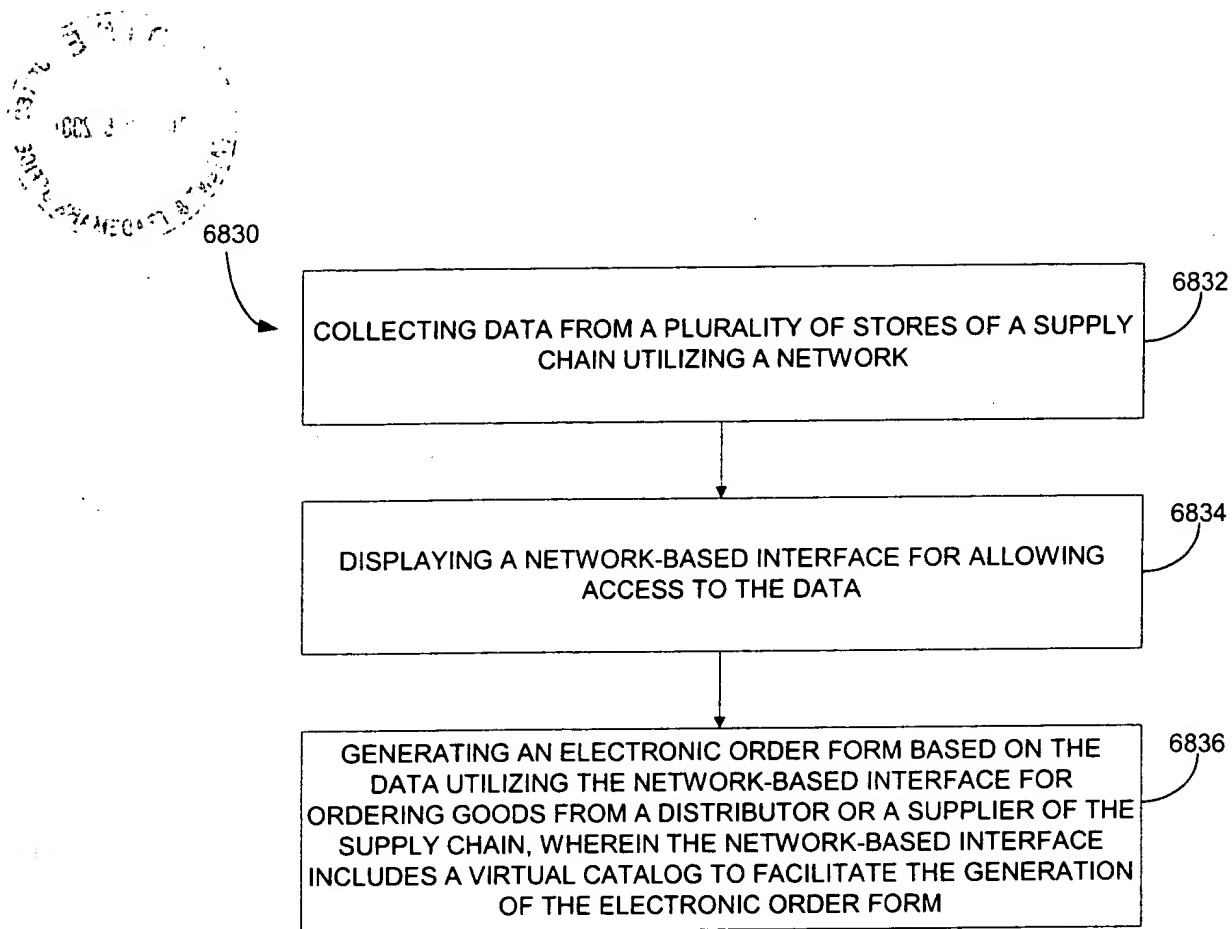 6830
6832
COLLECTING DATA FROM A PLURALITY OF STORES OF A SUPPLY
CHAIN UTILIZING A NETWORK
6834
DISPLAYING A NETWORK-BASED INTERFACE FOR ALLOWING
ACCESS TO THE DATA
6836
GENERATING AN ELECTRONIC ORDER FORM BASED ON THE
DATA UTILIZING THE NETWORK-BASED INTERFACE FOR
ORDERING GOODS FROM A DISTRIBUTOR OR A SUPPLIER OF THE
SUPPLY CHAIN, WHEREIN THE NETWORK-BASED INTERFACE
INCLUDES A VIRTUAL CATALOG TO FACILITATE THE GENERATION
OF THE ELECTRONIC ORDER FORM